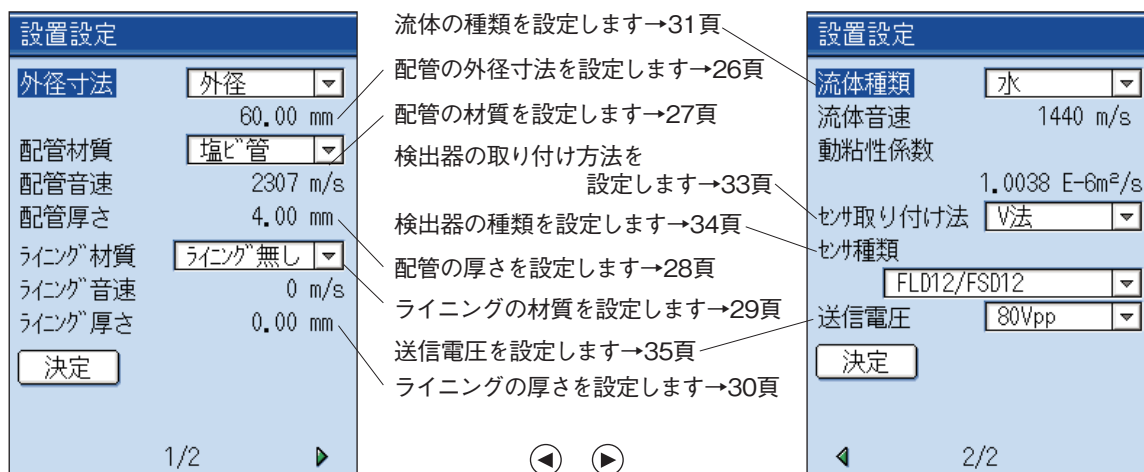 設置設定
外径寸法 外径
60.00 mm
配管材質 塩ビ管
配管音速 2307 m/s
配管厚さ 4.00 mm
ﾗｲﾆﾝｸﾞ材質 ﾗｲﾆﾝｸﾞ無し
ﾗｲﾆﾝｸﾞ音速 0 m/s
ﾗｲﾆﾝｸﾞ厚さ 0.00 mm
決定
1/2
流体の種類を設定します→31頁
配管の外径寸法を設定します→26頁
配管の材質を設定します→27頁
検出器の取り付け方法を
設定します→33頁
検出器の種類を設定します→34頁
配管の厚さを設定します→28頁
ライニングの材質を設定します→29頁
送信電圧を設定します→35頁
ライニングの厚さを設定します→30頁
設置設定
流体種類 水
流体音速 1440 m/s
動粘性係数
1.0038 E-6m²/s
ｾﾝｻ取り付け法 V法
ｾﾝｻ種類
FLD12/FSD12
送信電圧 80Vpp
決定
2/2